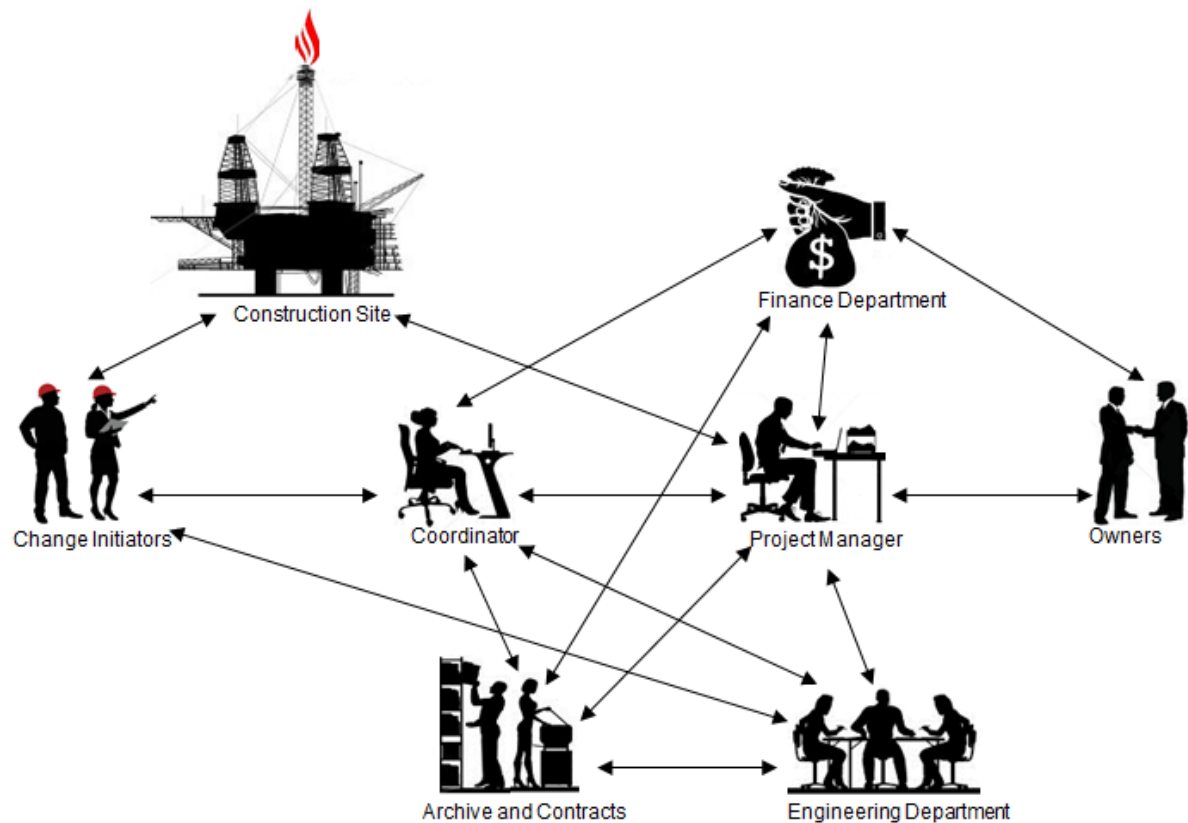 $
Finance Department
Construction Site
Change Initiators
Coordinator
Project Manager
Owners
Archive and Contracts
Engineering Department